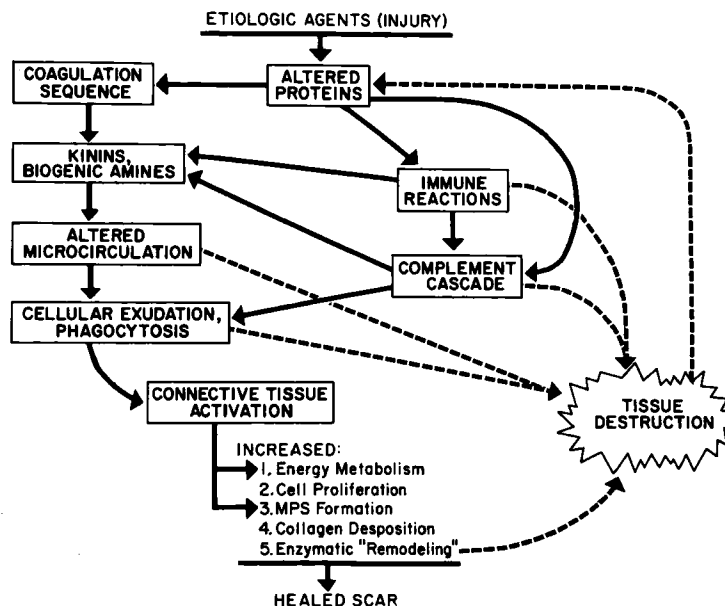 ETIOLOGIC AGENTS (INJURY)
COAGULATION
SEQUENCE
ALTERED
PROTEINS
KININS,
BIOGENIC AMINES
IMMUNE
REACTIONS
ALTERED
MICROCIRCULATION
COMPLEMENT
CASCADE
CELLULAR EXUDATION,
PHAGOCYTOSIS
CONNECTIVE TISSUE
ACTIVATION
TISSUE
DESTRUCTION
INCREASED:
1. Energy Metabolism
2. Cell Proliferation
3. MPS Formation
4. Collagen Desposition
5. Enzymatic "Remodeling"
HEALED SCAR